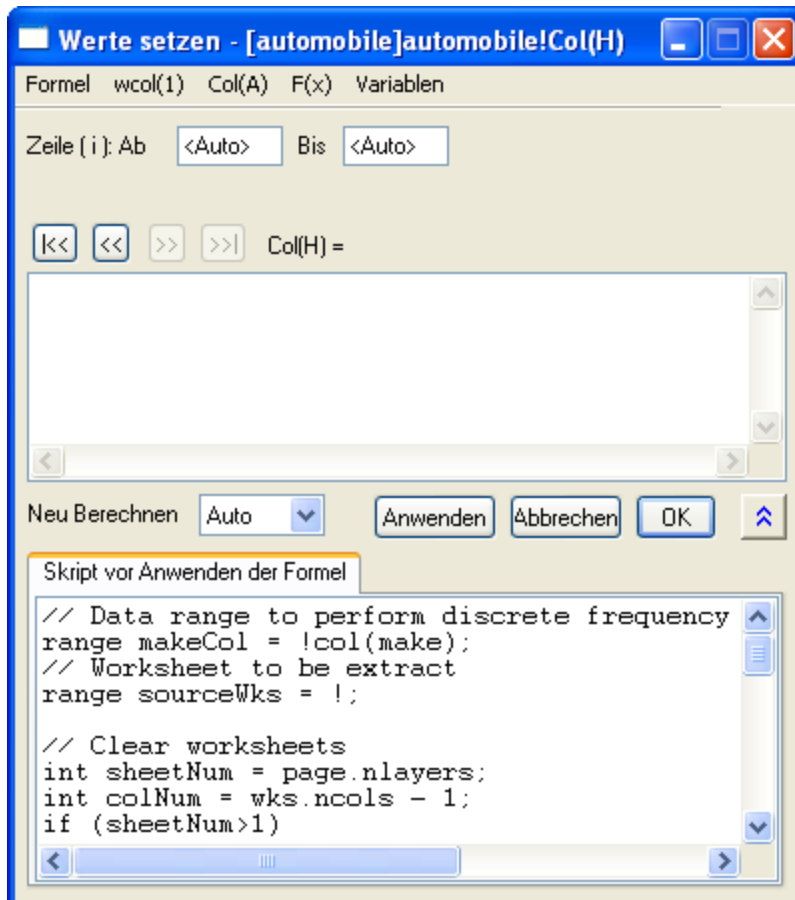 Werte setzen - [automobile]automobile!Col(H)
Formel wcol(1) Col(A) F(x) Variablen
Zeile ( i ): Ab <Auto> Bis <Auto>
|<< << >> >>| Col(H) =
Neu Berechnen Auto Anwenden Abbrechen OK
Skript vor Anwenden der Formel
// Data range to perform discrete frequency
range makeCol = !col(make);
// Worksheet to be extract
range sourceWks = !;
// Clear worksheets
int sheetNum = page.nlayers;
int colNum = wks.ncols - 1;
if (sheetNum>1)